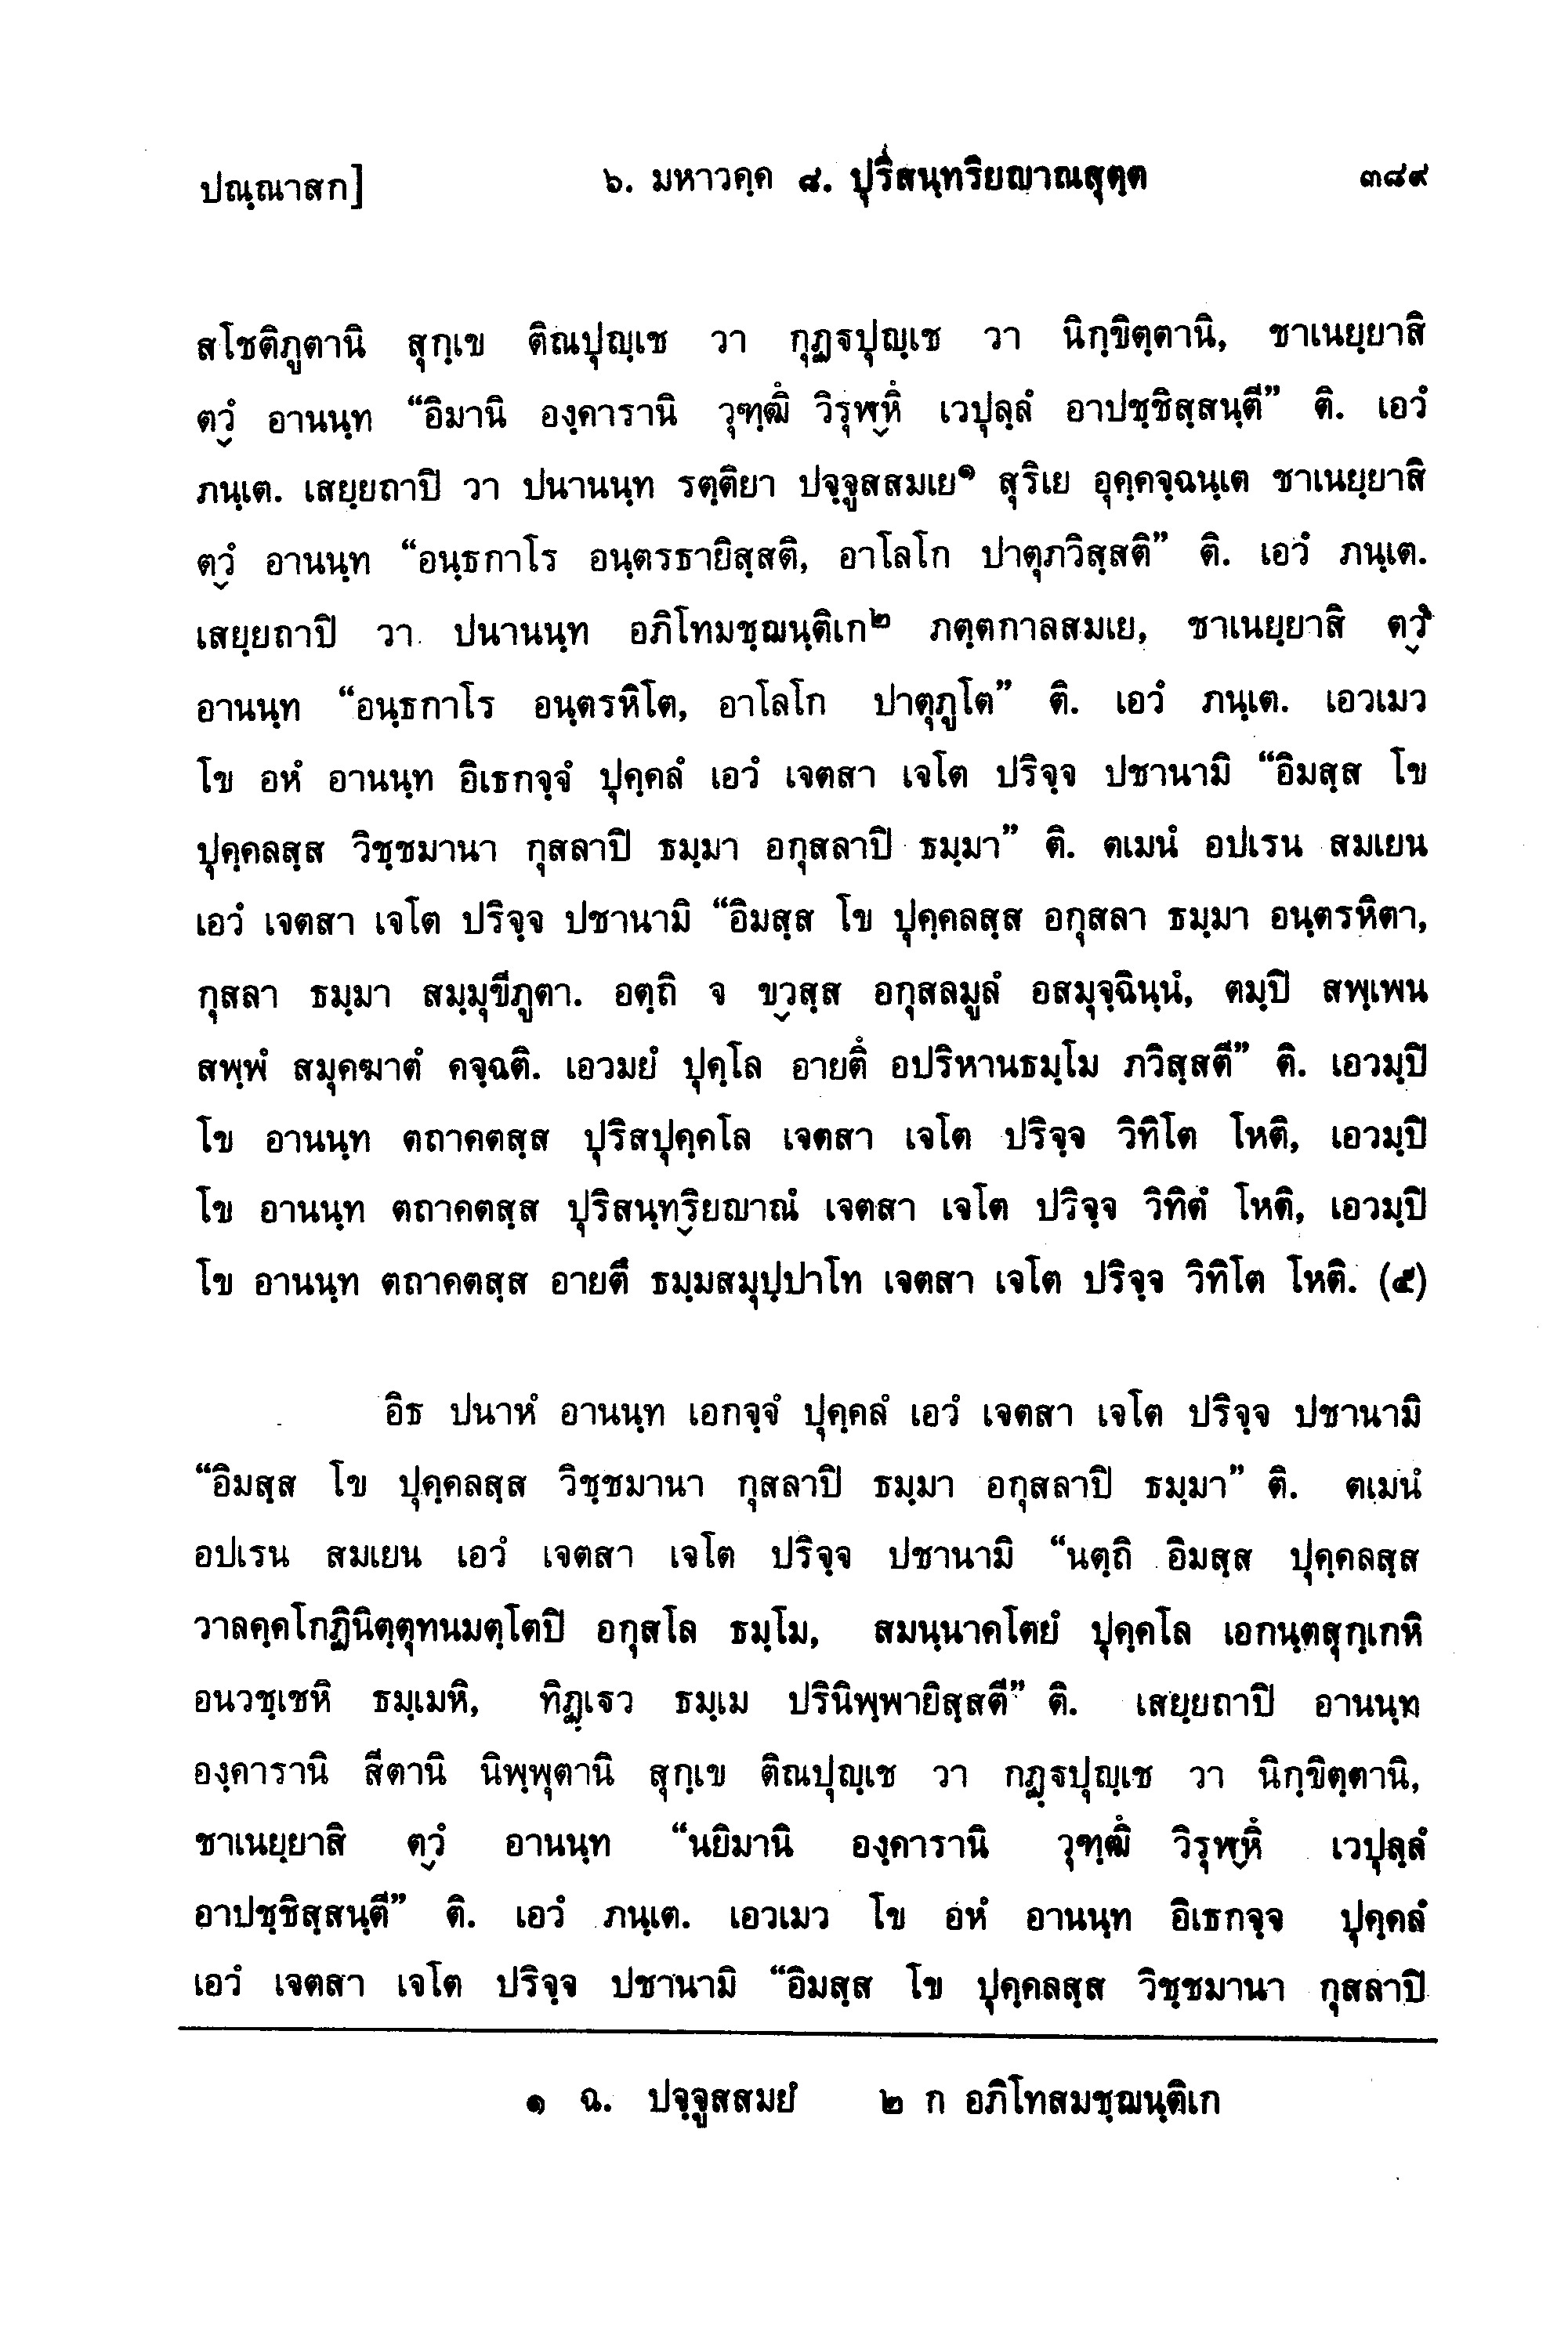 ปณฺณาสก]
๖. มหาวคฺค ๘. ปุริสนฺทฺริยญาณสุตฺต
๓๘๙
สโชติภูตานิ สุกฺเข ติณปุญฺเช วา กุฏฺฐปุญฺเช วา นิกฺขิตฺตานิ, ชาเนยฺยาสิ
ตฺวํ อานนฺท “อิมานิ องฺคารานิ วุฑฺฒึ วิรุฬฺหึ เวปุลฺลํ อาปชฺชิสฺสนฺตี” ติ. เอวํ
ภนฺเต. เสยฺยถาปิ วา ปนานนฺท รตฺติยา ปจฺจูสสมเย๑ สุริเย อุคฺคจฺฉนฺเต ชาเนยฺยาสิ
ตฺวํ อานนฺท “อนฺธกาโร อนฺตรธายิสฺสติ, อาโลโก ปาตุภวิสฺสติ” ติ. เอวํ ภนฺเต.
เสยฺยถาปิ วา ปนานนฺท อภิโทมชฺฌนฺติเก๒ ภตฺตกาลสมเย, ชาเนยฺยาสิ ตฺวํ
อานนฺท “อนฺธกาโร อนฺตรหิโต, อาโลโก ปาตุภูโต” ติ. เอวํ ภนฺเต. เอวเมว
โข อหํ อานนฺท อิเธกจฺจํ ปุคฺคลํ เอวํ เจตสา เจโต ปริจฺจ ปชานามิ “อิมสฺส โข
ปุคฺคลสฺส วิชฺชมานา กุสลาปิ ธมฺมา อกุสลาปิ ธมฺมา” ติ. ตเมนํ อปเรน สมเยน
เอวํ เจตสา เจโต ปริจฺจ ปชานามิ “อิมสฺส โข ปุคฺคลสฺส อกุสลา ธมฺมา อนฺตรหิตา,
กุสลา ธมฺมา สมฺมุขีภูตา. อตฺถิ จ ขฺวสฺส อกุสลมูลํ อสมุจฺฉินฺนํ, ตมฺปิ สพฺเพน
สพฺพํ สมุคฆาตํ คจฺฉติ. เอวมยํ ปุคฺโล อายตึ อปริหานธมฺโม ภวิสฺสตี” ติ. เอวมฺปิ
โข อานนฺท ตถาคตสฺส ปุริสปุคฺคโล เจตสา เจโต ปริจฺจ วิทิโต โหติ, เอวมฺปิ
โข อานนฺท ตถาคตสฺส ปุริสนฺทฺริยญาณํ เจตสา เจโต ปริจฺจ วิทิตํ โหติ, เอวมฺปิ
โข อานนฺท ตถาคตสฺส อายตึ ธมฺมสมุปฺปาโท เจตสา เจโต ปริจฺจ วิทิโต โหติ. (๕)
อิธ ปนาหํ อานนฺท เอกจฺจํ ปุคฺคลํ เอวํ เจตสา เจโต ปริจฺจ ปชานามิ
“อิมสฺส โข ปุคฺคลสฺส วิชฺชมานา กุสลาปิ ธมฺมา อกุสลาปิ ธมฺมา” ติ. ตเมนํ
อปเรน สมเยน เอวํ เจตสา เจโต ปริจฺจ ปชานามิ “นตฺถิ อิมสฺส ปุคฺคลสฺส
วาลคฺคโกฏินิตฺตุทนมตฺโตปิ อกุสโล ธมฺโม, สมนฺนาคโตยํ ปุคฺคโล เอกนฺตสุกฺเกหิ
อนวชฺเชหิ ธมฺเมหิ, ทิฏฺเฐว ธมฺเม ปรินิพฺพายิสฺสตี” ติ. เสยฺยถาปิ อานนฺท
องฺคารานิ สีตานิ นิพฺพุตานิ สุกฺเข ติณปุญฺเช วา กฏฺฐปุญฺเช วา นิกฺขิตฺตานิ,
ชาเนยฺยาสิ ตฺวํ อานนฺท “นยิมานิ องฺคารานิ วุฑฺฒึ วิรุฬฺหึ เวปุลฺลํ
อาปชฺชิสฺสนฺตี” ติ. เอวํ ภนฺเต. เอวเมว โข อหํ อานนฺท อิเธกจฺจ ปุคฺคลํ
เอวํ เจตสา เจโต ปริจฺจ ปชานามิ “อิมสฺส โข ปุคฺคลสฺส วิชฺชมานา กุสลาปิ
๑ ฉ. ปจฺจูสสมยํ ๒ ก อภิโทสมชฺฌนฺติเก